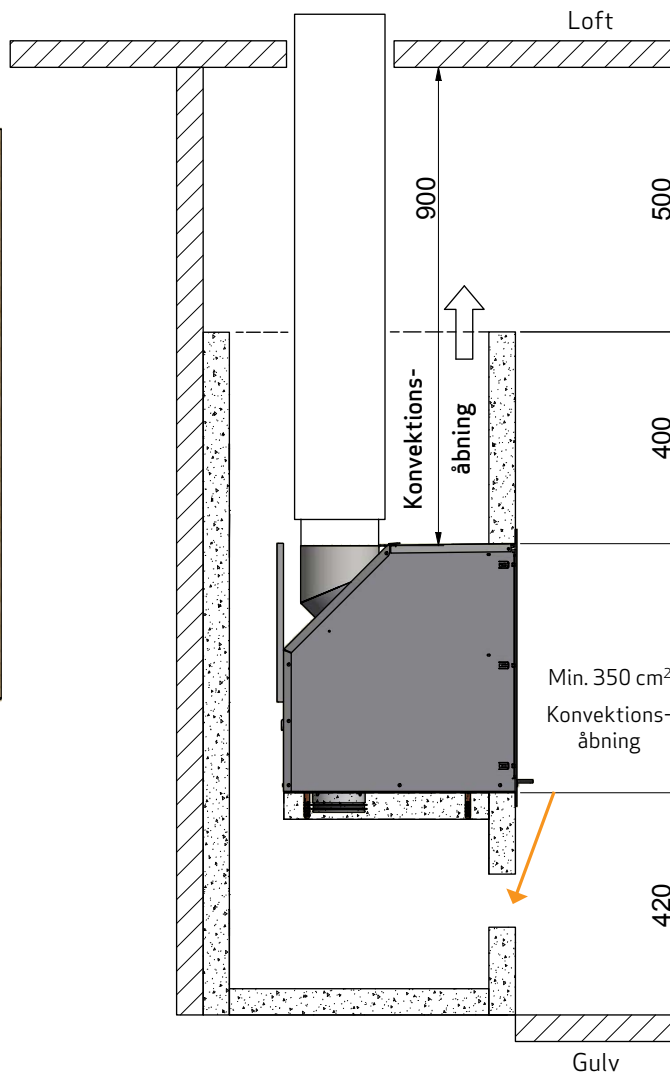 Loft
900
500
Konvektions-
åbning
400
Min. 350 cm²
Konvektions-
åbning
420
Gulv